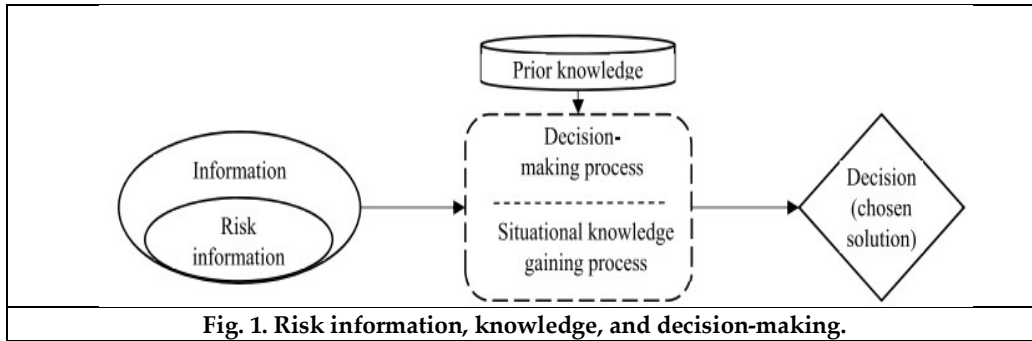 Prior knowledge
Information
Risk
information
Decision-
making process
Situational knowledge
gaining process
Decision
(chosen
solution)
Fig. 1. Risk information, knowledge, and decision-making.